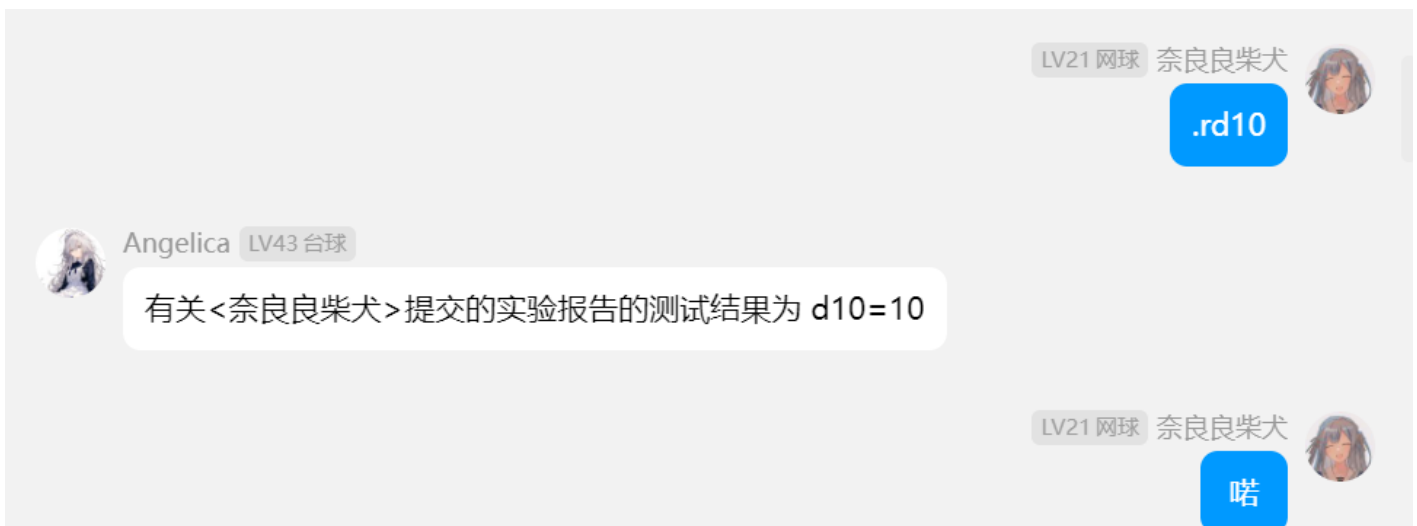 LV21 网球 奈良良柴犬
.rd10
Angelica LV43 台球
有关<奈良良柴犬>提交的实验报告的测试结果为 d10=10
LV21 网球 奈良良柴犬
喏